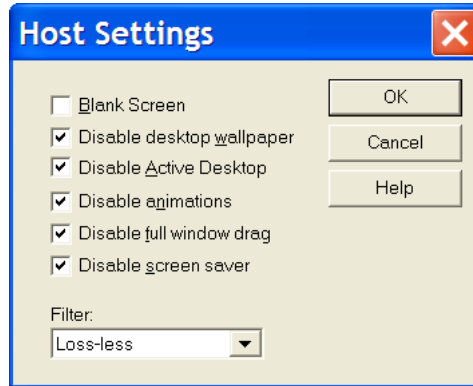 Host Settings
Blank Screen
Disable desktop wallpaper
Disable Active Desktop
Disable animations
Disable full window drag
Disable screen saver
OK
Cancel
Help
Filter:
Loss-less